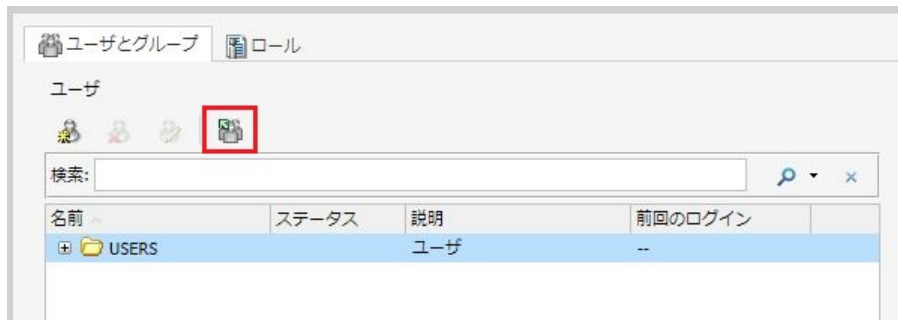 ユーザとグループ ロール
ユーザ
検索:
名前 ステータス 説明 前回のログイン
USERS ユーザ --